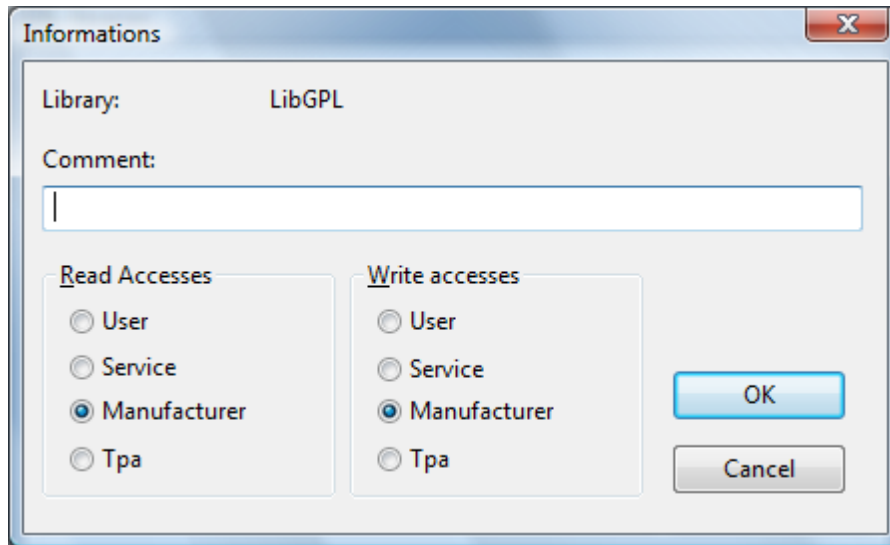 Informations
Library: LibGPL
Comment:
Read Accesses
User
Service
Manufacturer
Tpa
Write accesses
User
Service
Manufacturer
Tpa
OK
Cancel